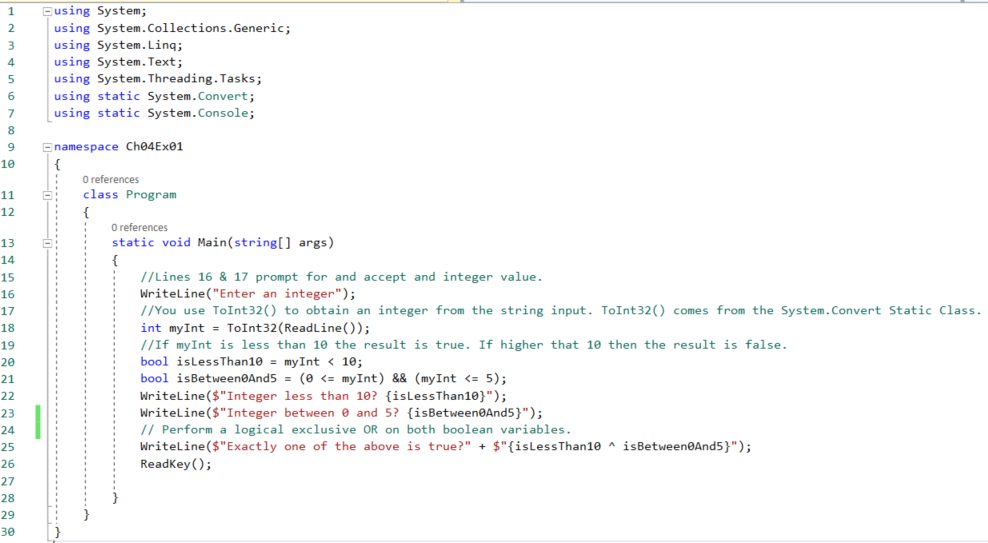 1 using System;
2 using System.Collections.Generic;
3 using System.Linq;
4 using System.Text;
5 using System.Threading.Tasks;
6 using static System.Convert;
7 using static System.Console;
8
9 namespace Ch04Ex01
10 {
0 references
11 class Program
12 {
0 references
13 static void Main(string[] args)
14 {
15 //Lines 16 & 17 prompt for and accept and integer value.
16 WriteLine("Enter an integer");
17 //You use ToInt32() to obtain an integer from the string input. ToInt32() comes from the System.Convert Static Class.
18 int myInt = ToInt32(ReadLine());
19 //If myInt is less than 10 the result is true. If higher that 10 then the result is false.
20 bool isLessThan10 = myInt < 10;
21 bool isBetween0And5 = (0 <= myInt) && (myInt <= 5);
22 WriteLine($"Integer less than 10? {isLessThan10}");
23 WriteLine($"Integer between 0 and 5? {isBetween0And5}");
24 // Perform a logical exclusive OR on both boolean variables.
25 WriteLine($"Exactly one of the above is true?" + $"{isLessThan10 ^ isBetween0And5}");
26 ReadKey();
27
28 }
29 }
30 }